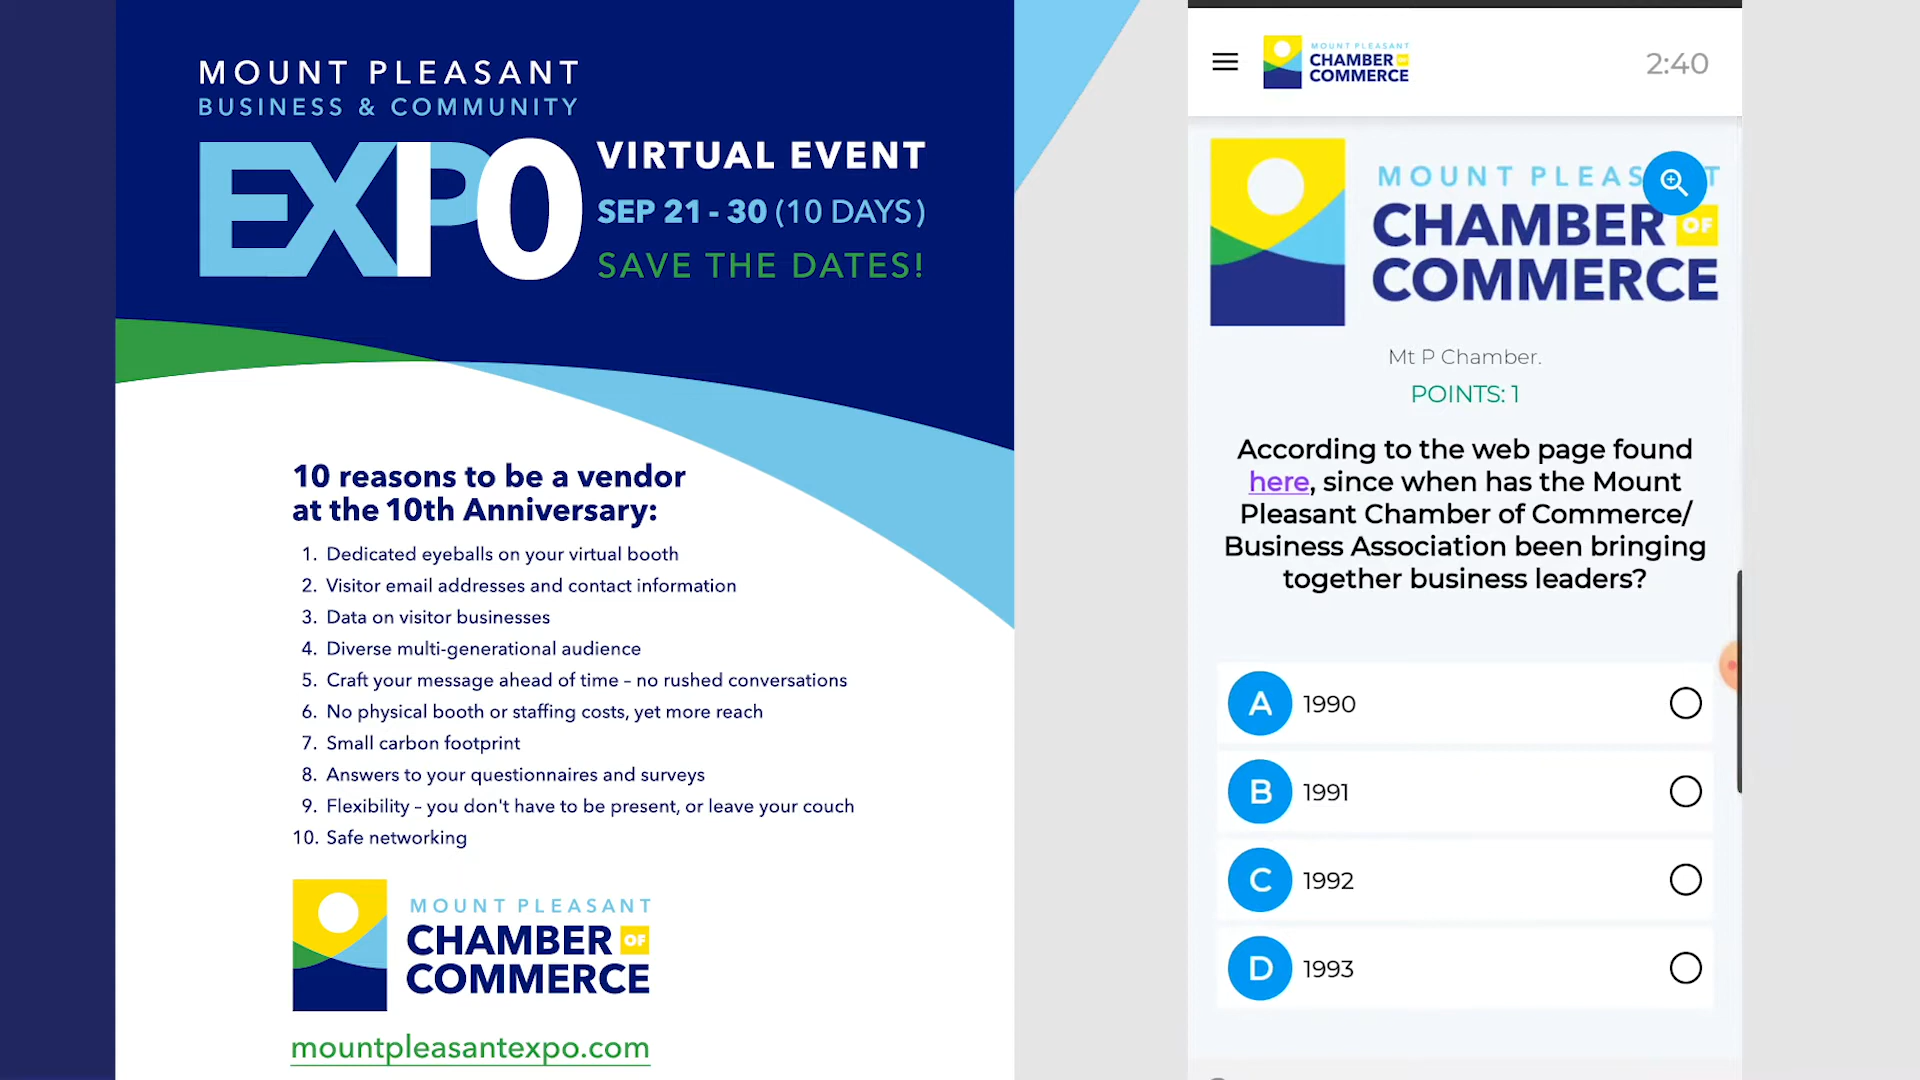 MOUNT PLEASANT
BUSINESS & COMMUNITY
EXPO
VIRTUAL EVENT
SEP 21 - 30 (10 DAYS)
SAVE THE DATES!
10 reasons to be a vendor
at the 10th Anniversary:
1. Dedicated eyeballs on your virtual booth
2. Visitor email addresses and contact information
3. Data on visitor businesses
4. Diverse multi-generational audience
5. Craft your message ahead of time – no rushed conversations
6. No physical booth or staffing costs, yet more reach
7. Small carbon footprint
8. Answers to your questionnaires and surveys
9. Flexibility – you don't have to be present, or leave your couch
10. Safe networking
MOUNT PLEASANT
CHAMBER OF
COMMERCE
mountpleasantexpo.com
MOUNT PLEASANT
CHAMBER OF
COMMERCE
2:40
MOUNT PLEAS T
CHAMBER OF
COMMERCE
Mt P Chamber.
POINTS: 1
According to the web page found
here, since when has the Mount
Pleasant Chamber of Commerce/
Business Association been bringing
together business leaders?
A 1990
B 1991
C 1992
D 1993